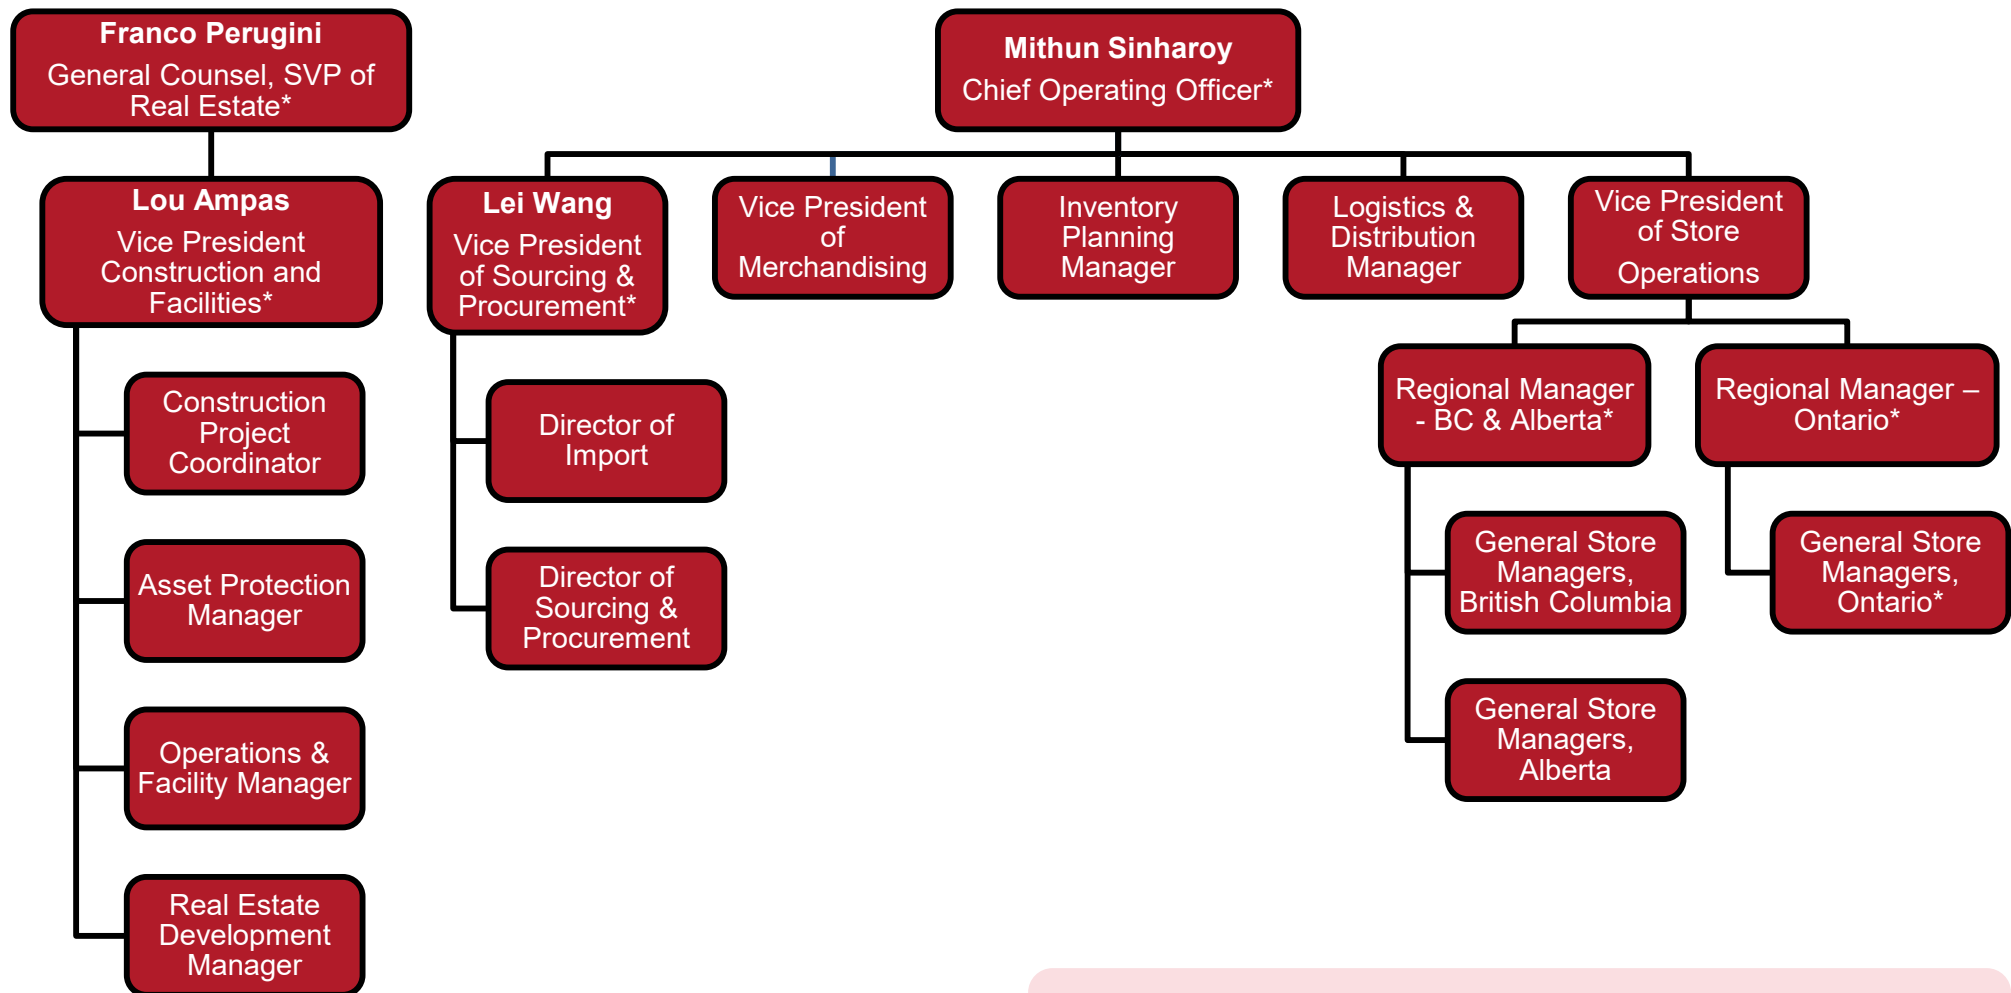 Franco Perugini
General Counsel, SVP of
Real Estate*
Mithun Sinharoy
Chief Operating Officer*
Lou Ampas
Vice President
Construction and
Facilities*
Lei Wang
Vice President
of Sourcing &
Procurement*
Vice President
of
Merchandising
Inventory
Planning
Manager
Logistics &
Distribution
Manager
Vice President
of Store
Operations
Construction
Project
Coordinator
Asset Protection
Manager
Operations &
Facility Manager
Real Estate
Development
Manager
Director of
Import
Director of
Sourcing &
Procurement
Regional Manager
- BC & Alberta*
Regional Manager –
Ontario*
General Store
Managers,
British Columbia
General Store
Managers,
Alberta
General Store
Managers,
Ontario*